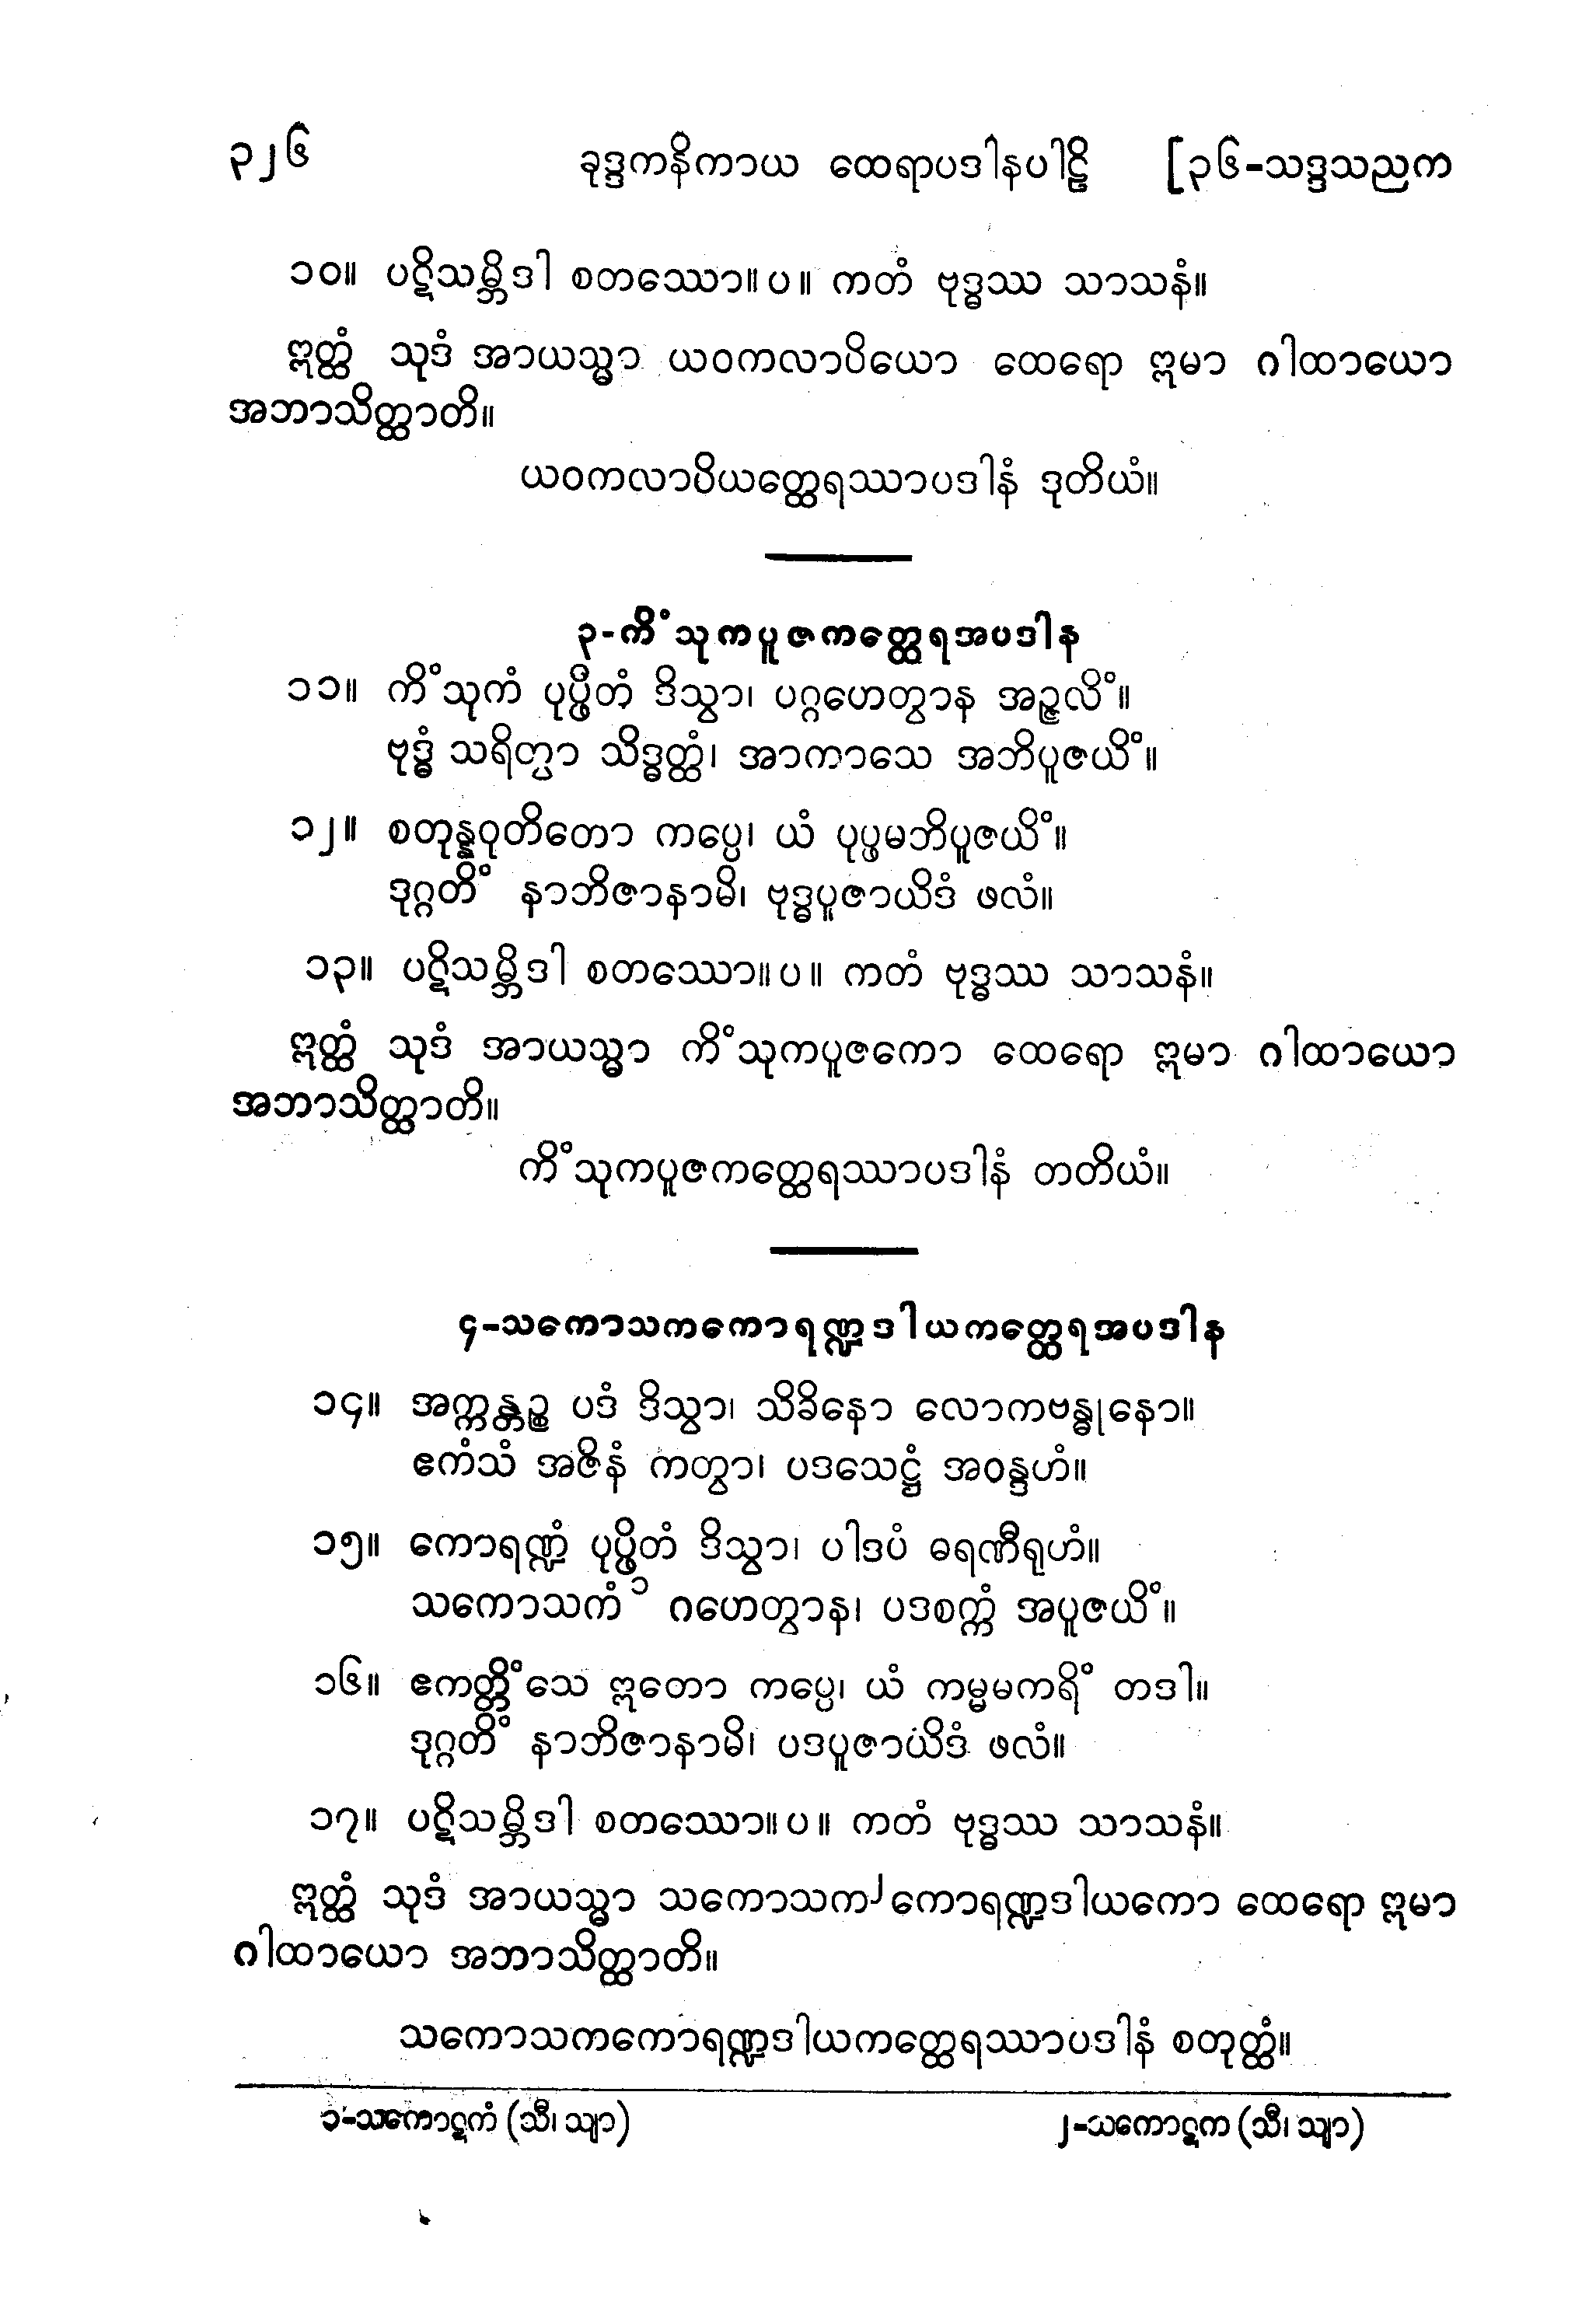 ၃၂၆ ခုဒ္ဒကနိကာယ ထေရာပဒါနပါဠိ [၃၆-သဒ္ဒသညက
၁၀။ ပဋိသမ္ဘိဒါ စတဿော။ပ။ ကတံ ဗုဒ္ဓဿ သာသနံ။
ဣတ္ထံ သုဒံ အာယသ္မာ ယဝကလာပိယော ထေရော ဣမာ ဂါထာယော
အဘာသိတ္ထာတိ။
ယဝကလာပိယတ္ထေရဿာပဒါနံ ဒုတိယံ။
၃-ကိံသုကပူဇကတ္ထေရအပဒါန
၁၁။ ကိံသုကံ ပုပ္ဖိတံ ဒိသွာ၊ ပဂ္ဂဟေတွာန အဉ္ဇလိံ။
ဗုဒ္ဓံ သရိတွာ သိဒ္ဓတ္ထံ၊ အာကာသေ အဘိပူဇယိံ။
၁၂။ စတုန္နဝုတိတော ကပ္ပေ၊ ယံ ပုပ္ဖမဘိပူဇယိံ။
ဒုဂ္ဂတိံ နာဘိဇာနာမိ၊ ဗုဒ္ဓပူဇာယိဒံ ဖလံ။
၁၃။ ပဋိသမ္ဘိဒါ စတဿော။ပ။ ကတံ ဗုဒ္ဓဿ သာသနံ။
ဣတ္ထံ သုဒံ အာယသ္မာ ကိံသုကပူဇကော ထေရော ဣမာ ဂါထာယော
အဘာသိတ္ထာတိ။
ကိံသုကပူဇကတ္ထေရဿာပဒါနံ တတိယံ။
၄-သကောသကကောရဏ္ဍဒါယကတ္ထေရအပဒါန
၁၄။ အက္ကန္တဉ္စ ပဒံ ဒိသွာ၊ သိခိနော လောကဗန္ဓုနော။
ဧကံသံ အဇိနံ ကတွာ၊ ပဒသေဋ္ဌံ အဝန္ဒဟံ။
၁၅။ ကောရဏ္ဍံ ပုပ္ဖိတံ ဒိသွာ၊ ပါဒပံ ဓရဏီရုဟံ။
သကောသကံ ၁ ဂဟေတွာန၊ ပဒစက္ကံ အပူဇယိံ။
၁၆။ ဧကတ္တိံသေ ဣတော ကပ္ပေ၊ ယံ ကမ္မမကရိံ တဒါ။
ဒုဂ္ဂတိံ နာဘိဇာနာမိ၊ ပဒပူဇာယိဒံ ဖလံ။
၁၇။ ပဋိသမ္ဘိဒါ စတဿော။ပ။ ကတံ ဗုဒ္ဓဿ သာသနံ။
ဣတ္ထံ သုဒံ အာယသ္မာ သကောသက ၂ ကောရဏ္ဍဒါယကော ထေရော ဣမာ
ဂါထာယော အဘာသိတ္ထာတိ။
သကောသကကောရဏ္ဍဒါယကတ္ထေရဿာပဒါနံ စတုတ္ထံ။
၁-သကောဋကံ (သီ၊ သျာ) ၂-သကောဋက (သီ၊ သျာ)